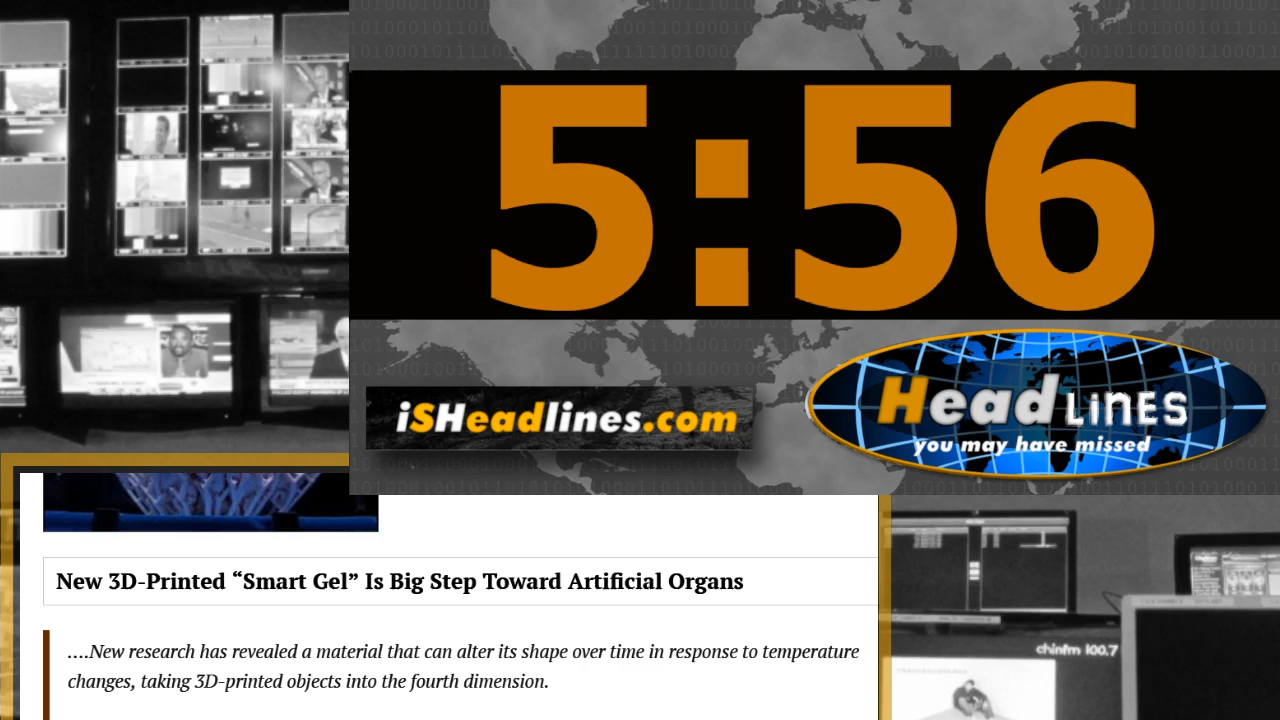 5:56
iSHeadlines.com
HeadLINES
you may have missed
New 3D-Printed “Smart Gel” Is Big Step Toward Artificial Organs
....New research has revealed a material that can alter its shape over time in response to temperature
changes, taking 3D-printed objects into the fourth dimension.
chinfm 100.7